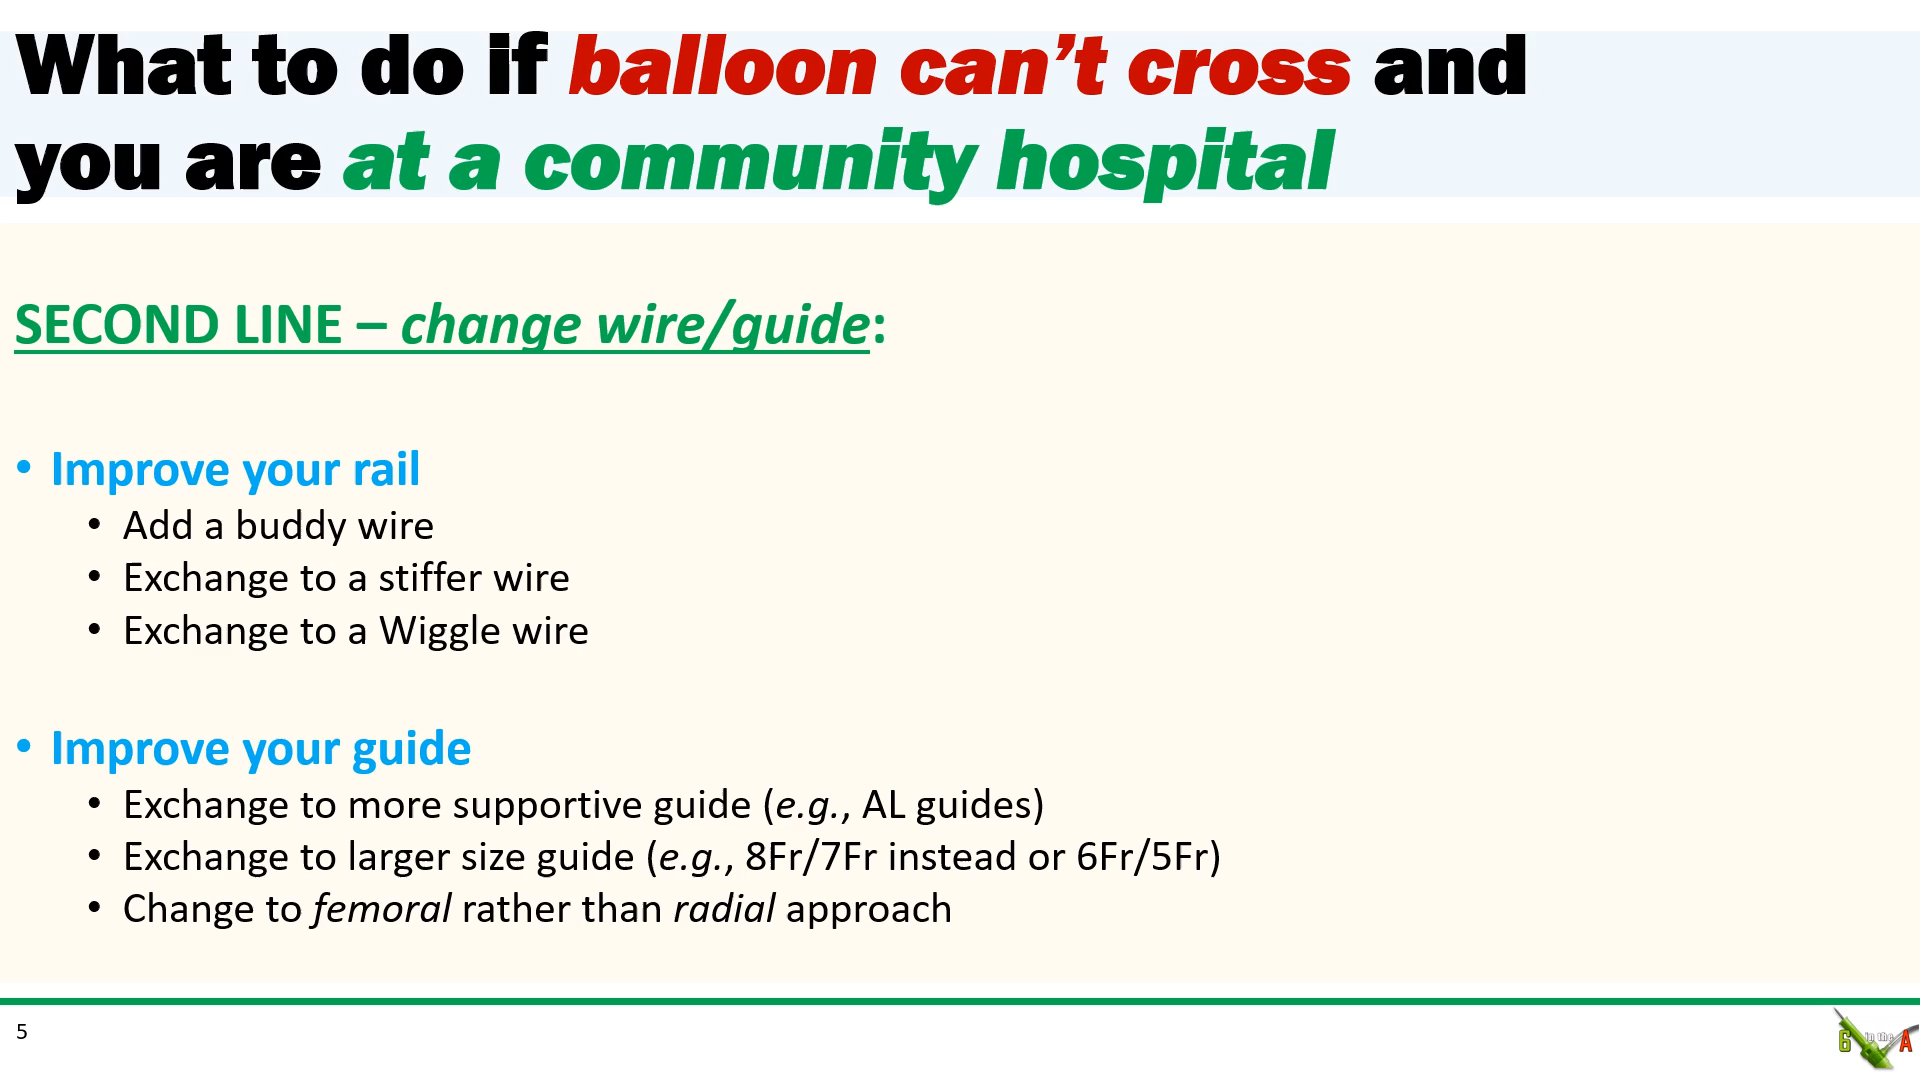 What to do if balloon can’t cross and
you are at a community hospital
SECOND LINE – change wire/guide:
• Improve your rail
• Add a buddy wire
• Exchange to a stiffer wire
• Exchange to a Wiggle wire
• Improve your guide
• Exchange to more supportive guide (e.g., AL guides)
• Exchange to larger size guide (e.g., 8Fr/7Fr instead or 6Fr/5Fr)
• Change to femoral rather than radial approach
5
6 in the A